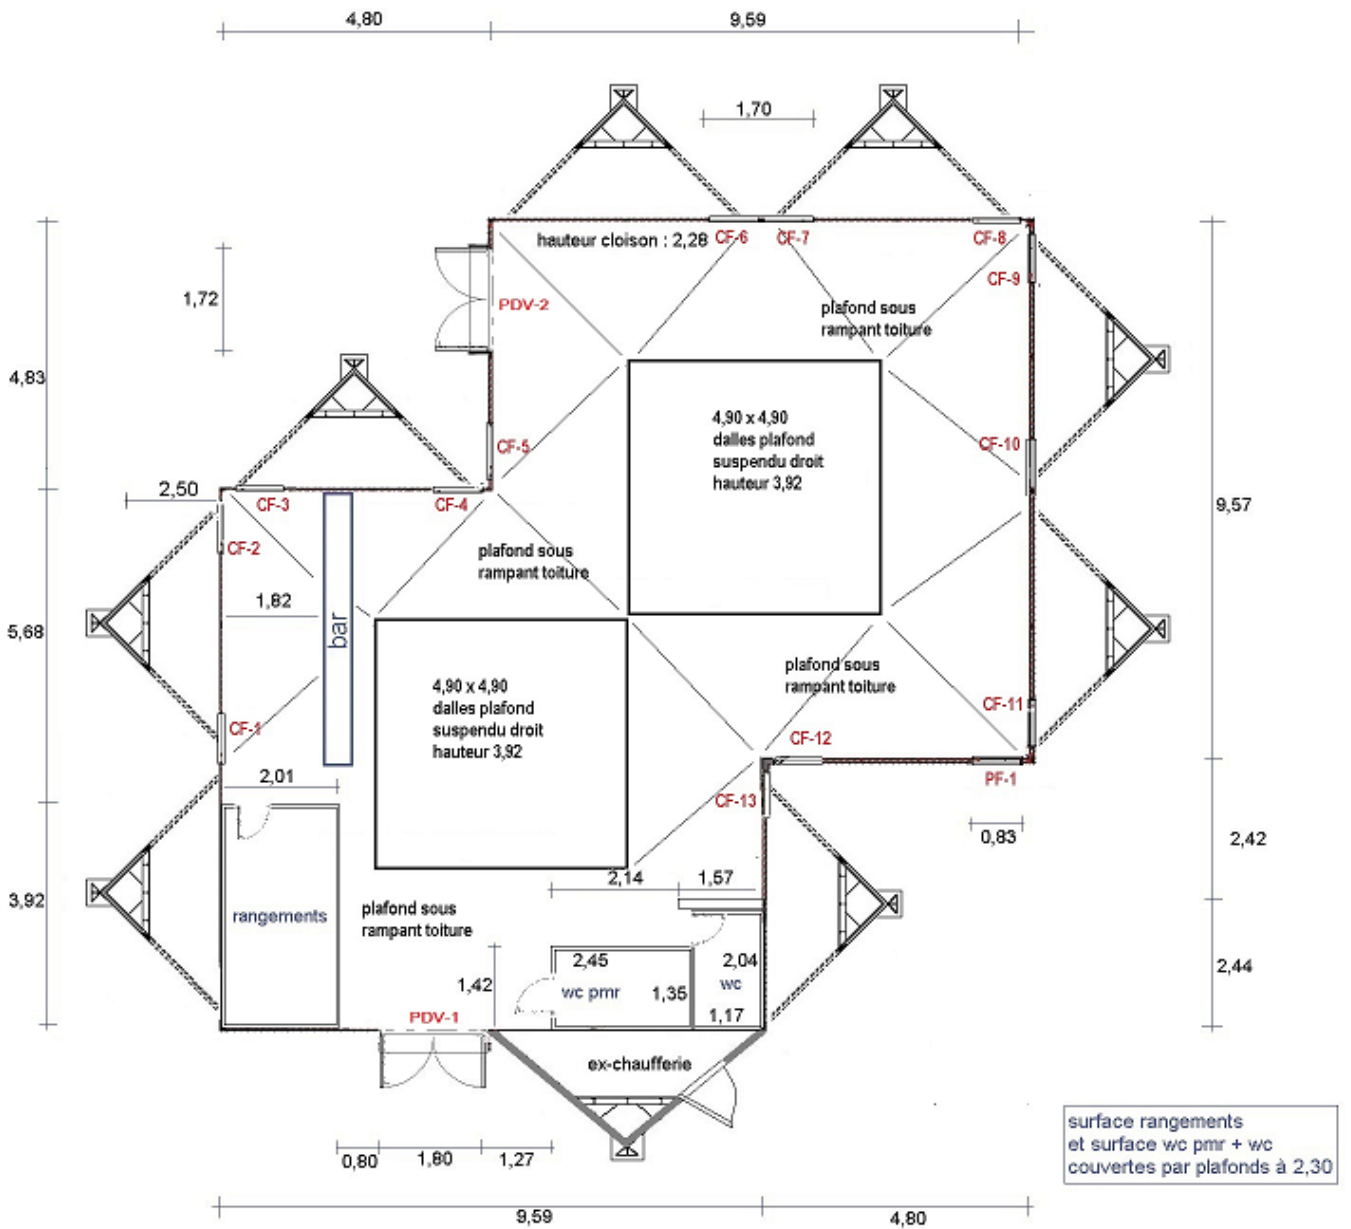 4,80
9,59
1,70
hauteur cloison : 2,28
CF-6
CF-7
CF-8
CF-9
1,72
PDV-2
plafond sous
rampant toiture
4,83
4,90 x 4,90
dalles plafond
suspendu droit
hauteur 3,92
CF-5
CF-10
2,50
CF-3
CF-4
9,57
CF-2
plafond sous
rampant toiture
1,82
bar
5,68
plafond sous
rampant toiture
4,90 x 4,90
dalles plafond
suspendu droit
hauteur 3,92
CF-11
CF-1
CF-12
2,01
PF-1
CF-13
0,83
2,42
2,14
1,57
3,92
rangements
plafond sous
rampant toiture
2,45
2,04
wc pmr
1,35
wc
1,42
1,17
2,44
PDV-1
ex-chaufferie
surface rangements
et surface wc pmr + wc
couvertes par plafonds à 2,30
0,80
1,80
1,27
9,59
4,80